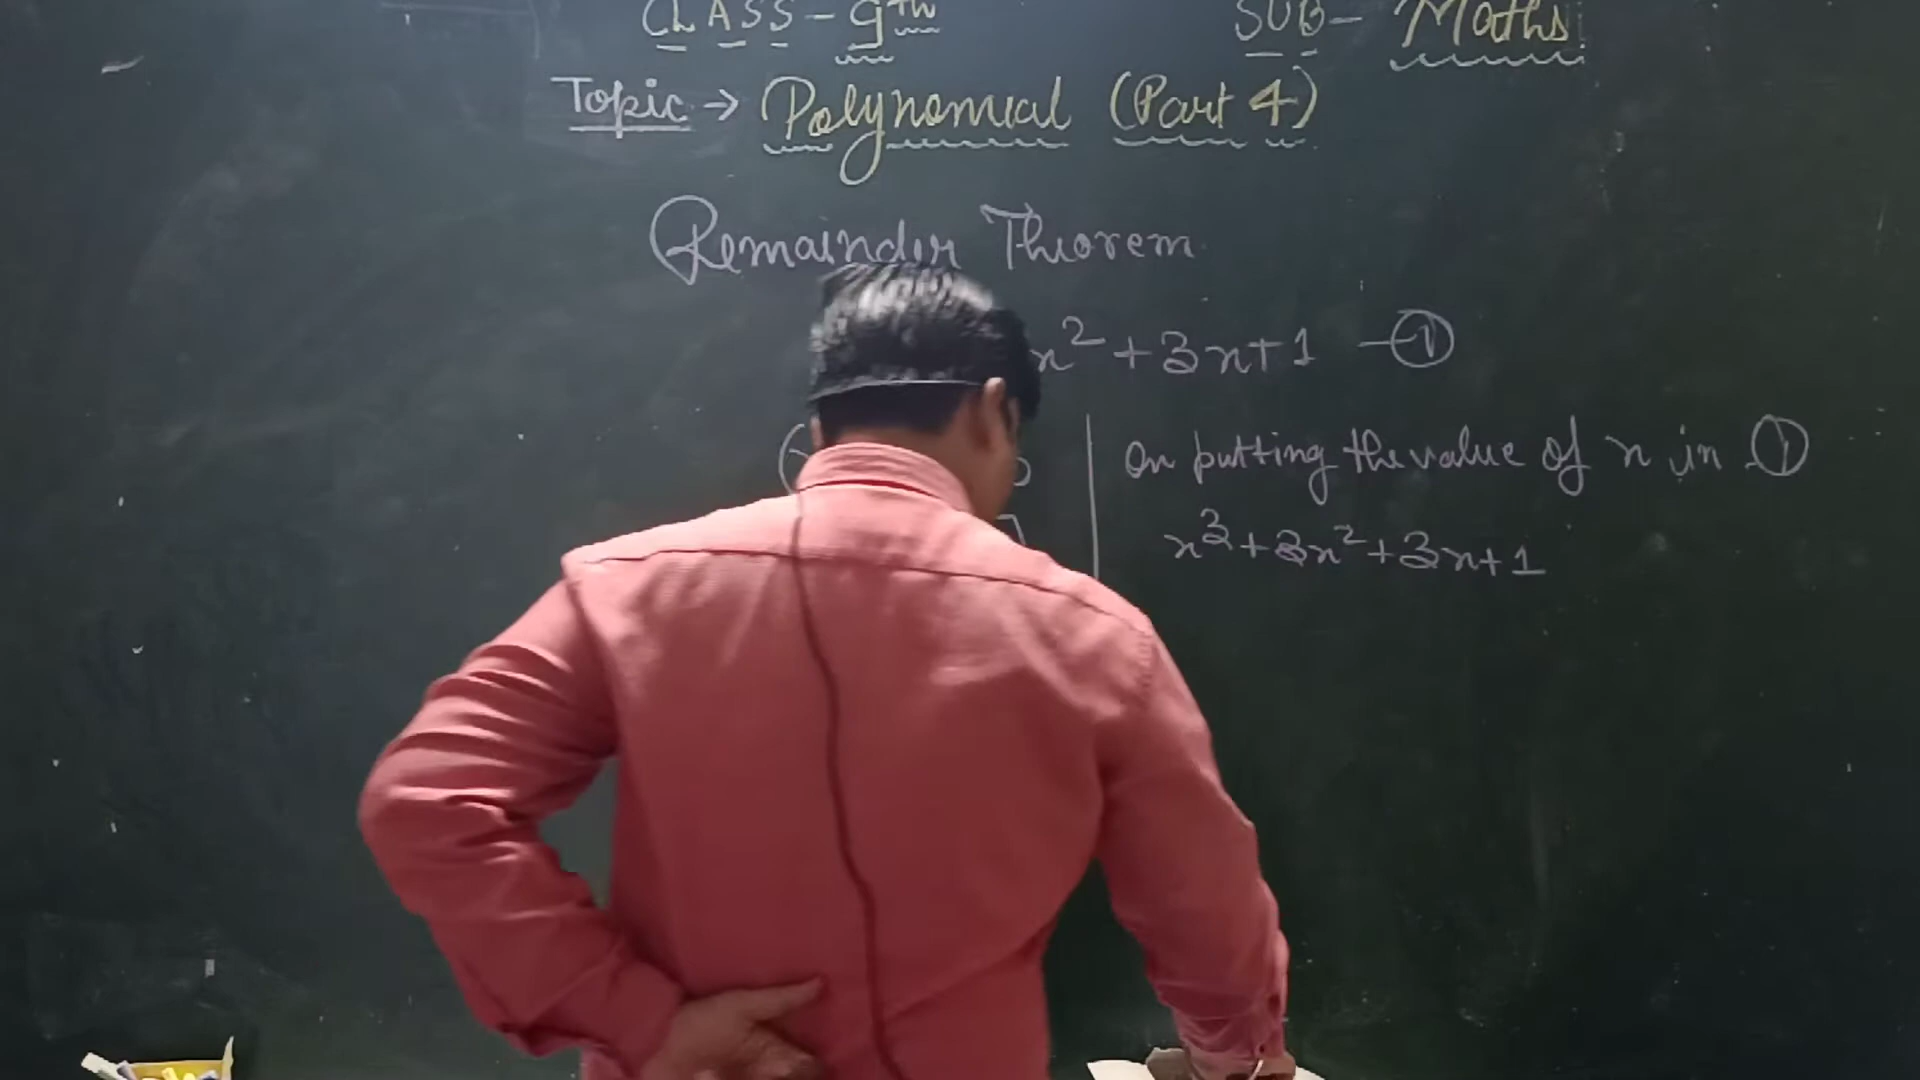 CLASS - 9th SUB - Maths
Topic → Polynomial (Part 4)
Remainder Theorem
x² + 3x + 1 - ①
On putting the value of x in ①
x³ + 3x² + 3x + 1